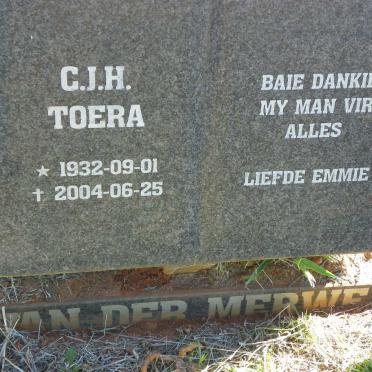 C.J.H.
TOERA
★ 1932-09-01
✝ 2004-06-25
BAIE DANKIE
MY MAN VIR
ALLES
LIEFDE EMMIE
VAN DER MERWE